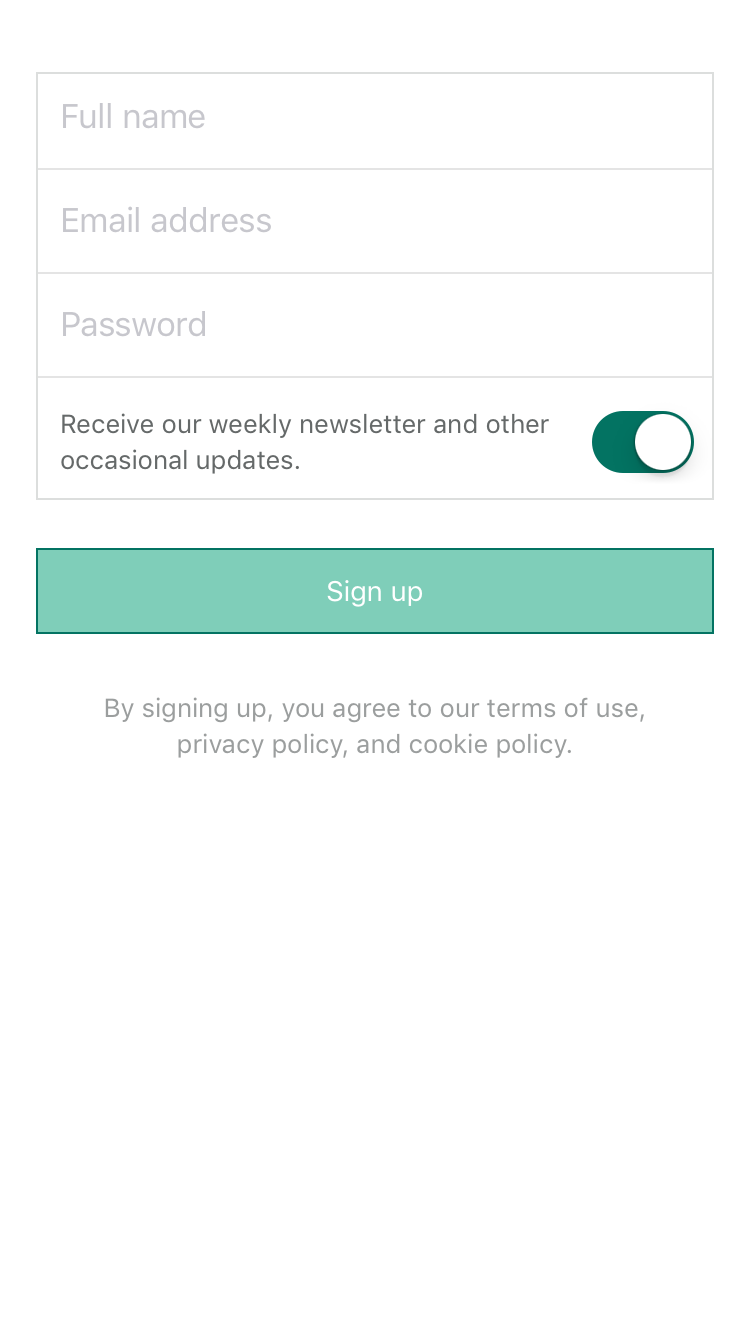 Full name
Email address
Password
Receive our weekly newsletter and other
occasional updates.
Sign up
By signing up, you agree to our terms of use,
privacy policy, and cookie policy.